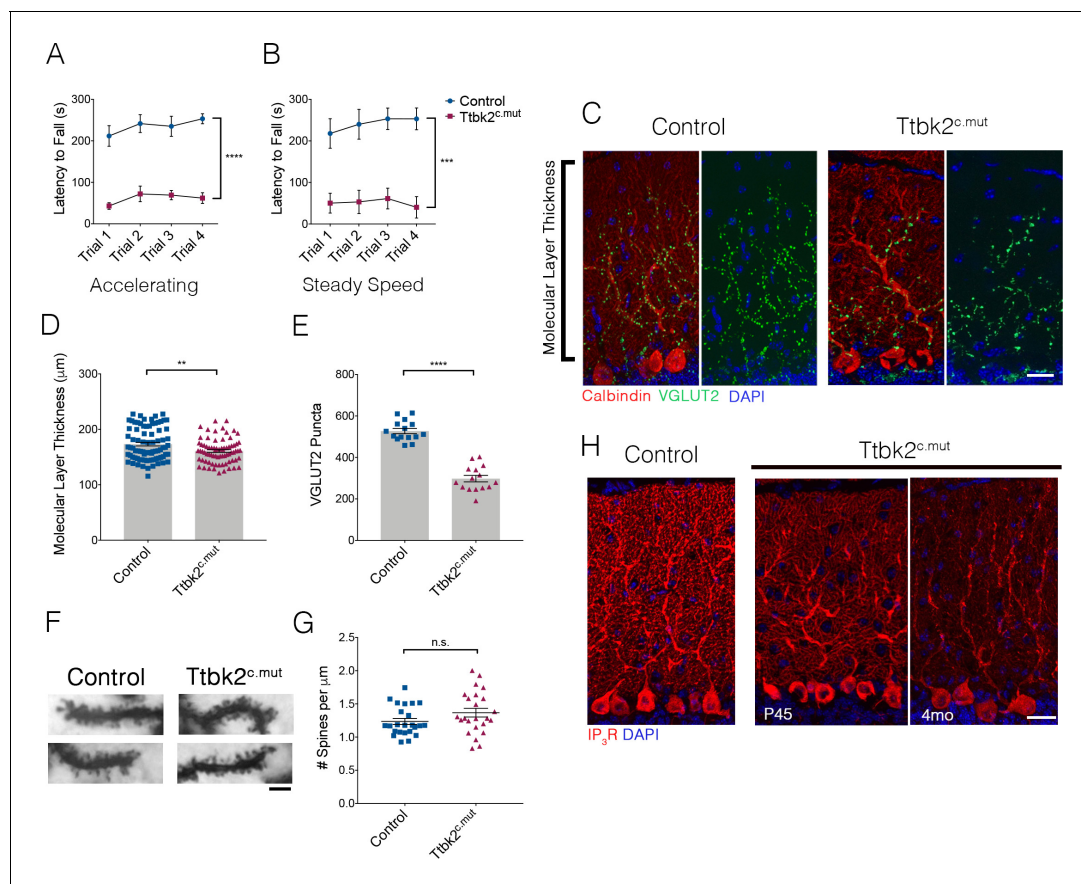 A
Latency to Fall (s)
300
200
100
0
Trial 1
Trial 2
Trial 3
Trial 4
****
Accelerating
B
Latency to Fall (s)
300
200
100
0
Trial 1
Trial 2
Trial 3
Trial 4
***
Steady Speed
Control
Ttbk2c.mut
C
Control
Ttbk2c.mut
Molecular Layer Thickness
Calbindin VGLUT2 DAPI
D
Molecular Layer Thickness (µm)
300
200
100
0
**
Control
Ttbk2c.mut
E
VGLUT2 Puncta
800
600
400
200
0
****
Control
Ttbk2c.mut
F
Control
Ttbk2c.mut
G
# Spines per µm
2.5
2.0
1.5
1.0
0.5
0.0
n.s.
Control
Ttbk2c.mut
H
Control
Ttbk2c.mut
P45
4mo
IP3R DAPI